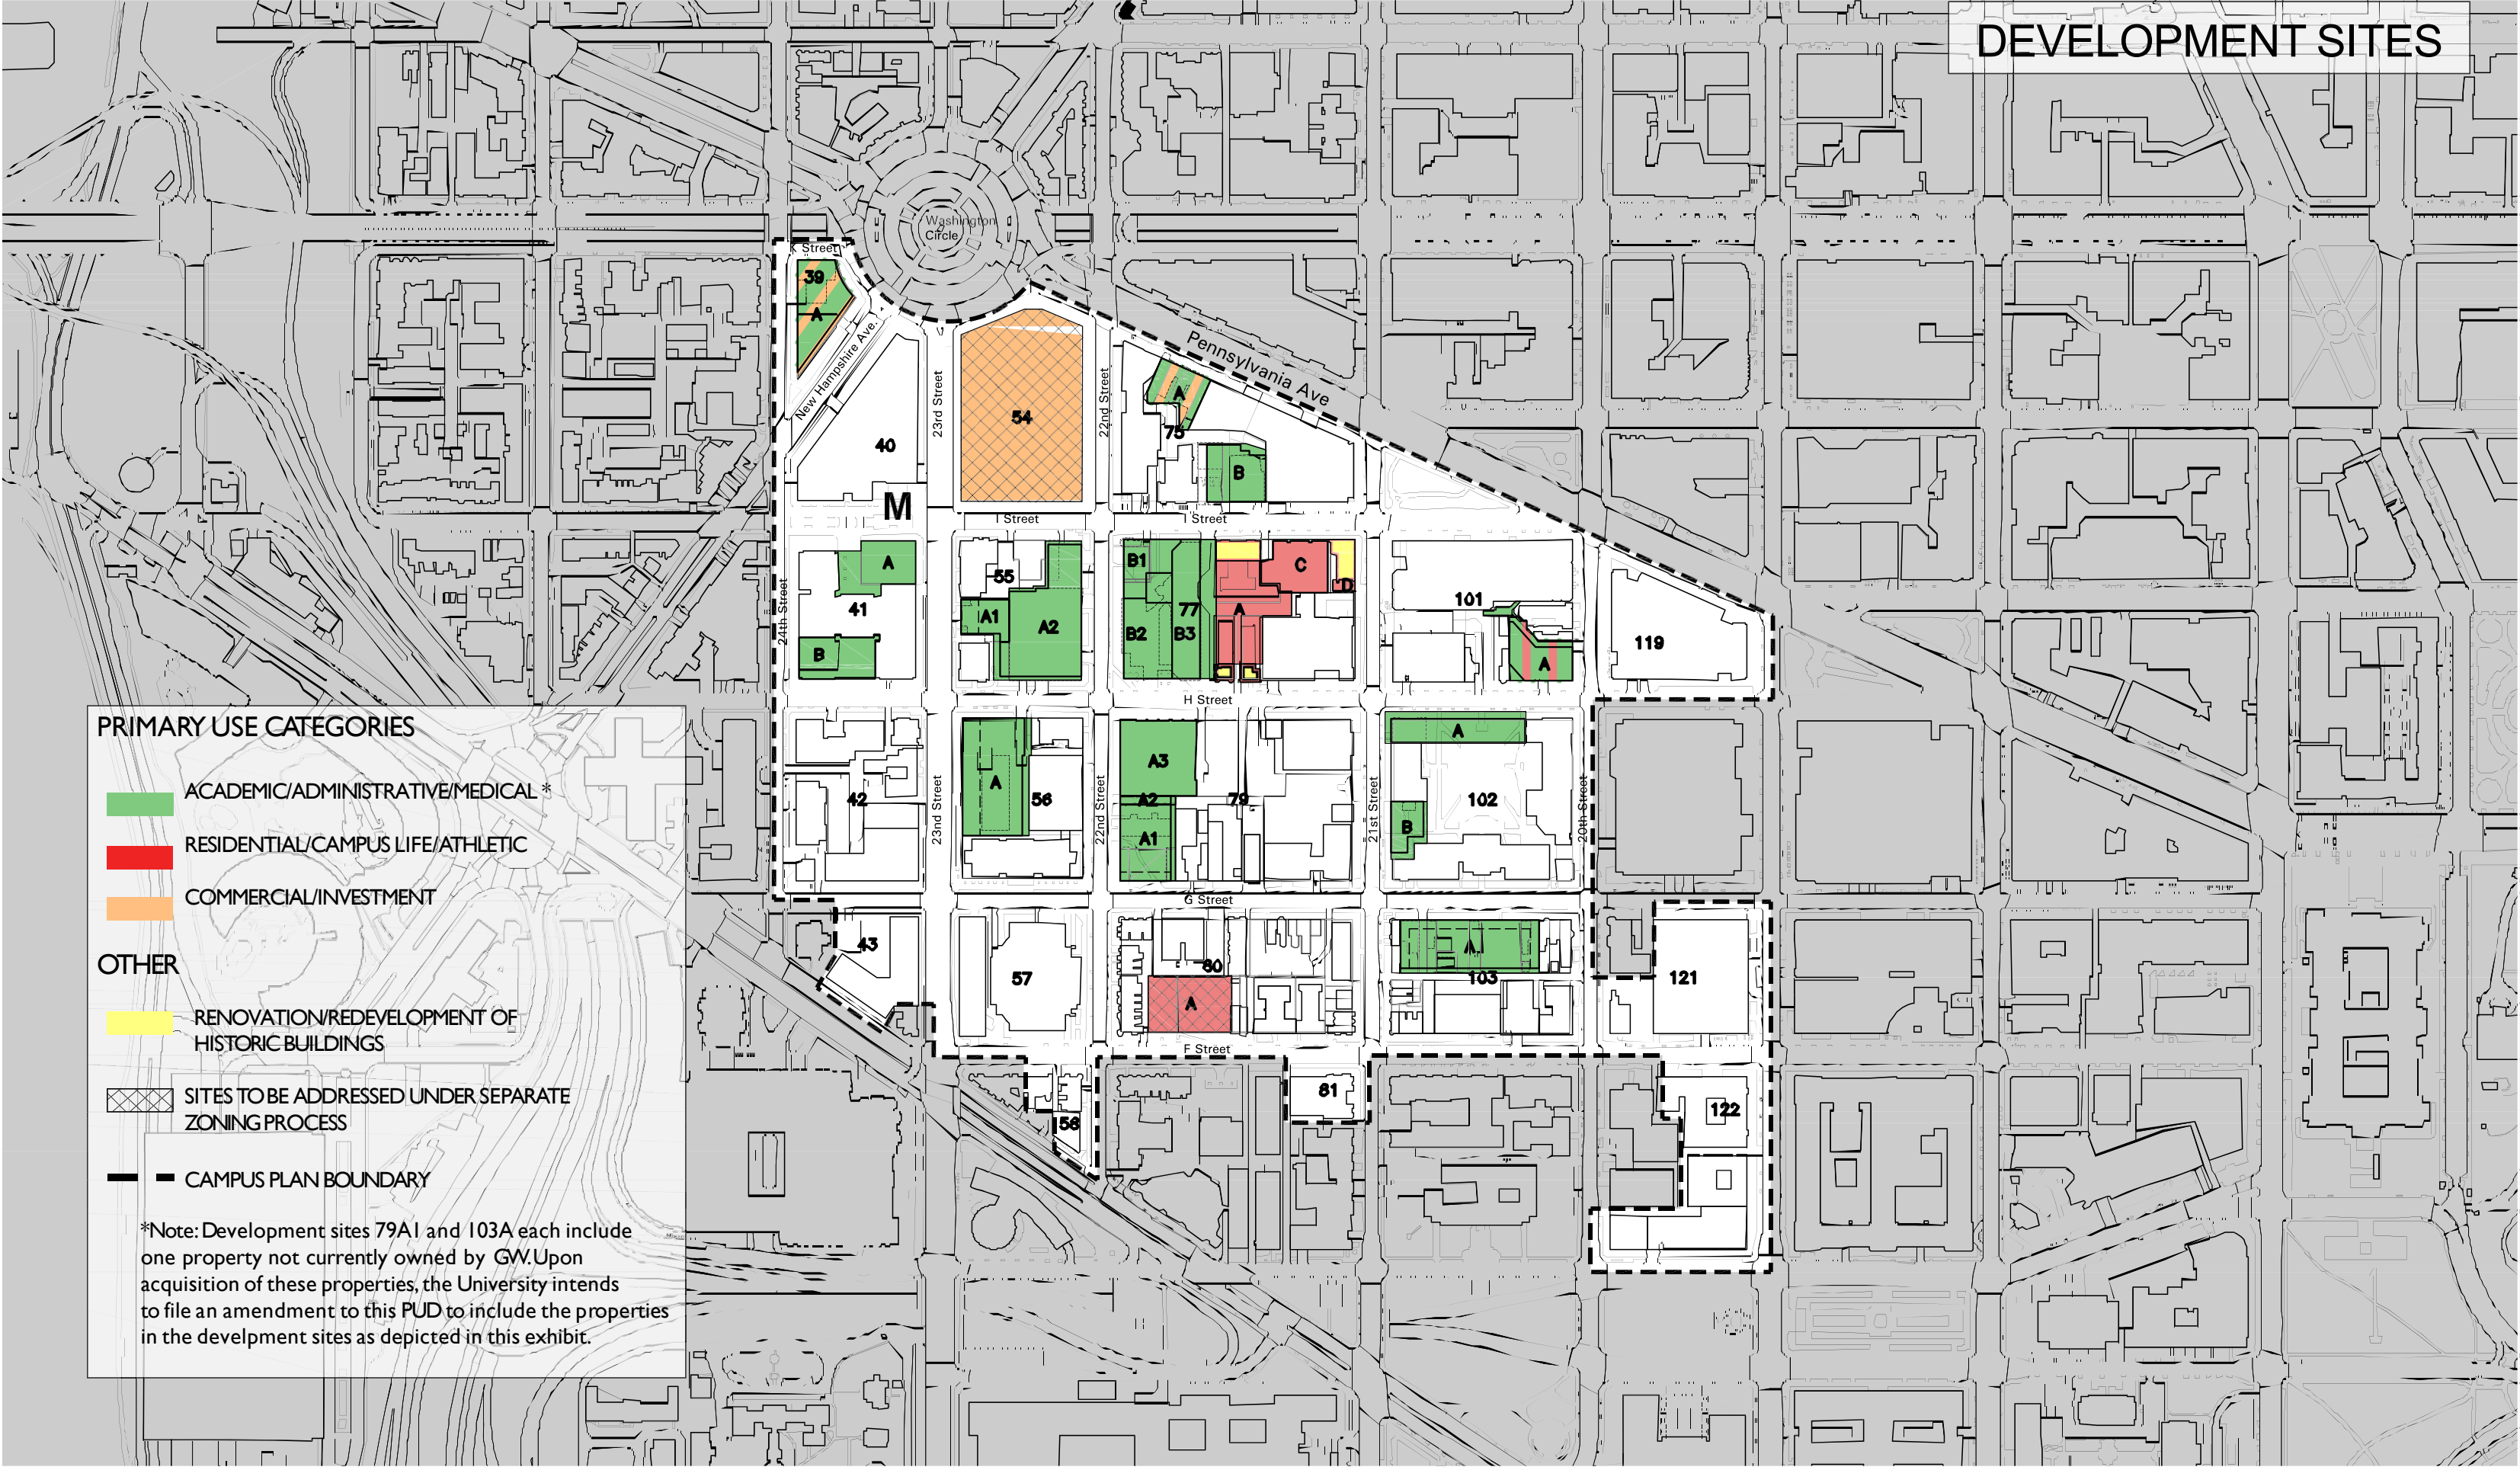 DEVELOPMENT SITES
Washington
Circle
K Street
39
A
New Hampshire Ave.
Pennsylvania Ave
23rd Street
22nd Street
54
A
75
40
B
M
I Street
I Street
A
41
B
24th Street
55
A1
A2
B1
B2
77
B3
A
C
D
101
A
119
H Street
42
23nd Street
A
56
22nd Street
A3
A2
A1
79
21st Street
A
102
B
20th Street
G Street
43
57
80
A
A
103
121
F Street
58
81
122
PRIMARY USE CATEGORIES
ACADEMIC/ADMINISTRATIVE/MEDICAL *
RESIDENTIAL/CAMPUS LIFE/ATHLETIC
COMMERCIAL/INVESTMENT
OTHER
RENOVATION/REDEVELOPMENT OF
HISTORIC BUILDINGS
SITES TO BE ADDRESSED UNDER SEPARATE
ZONING PROCESS
CAMPUS PLAN BOUNDARY
*Note: Development sites 79A1 and 103A each include
one property not currently owned by GW. Upon
acquisition of these properties, the University intends
to file an amendment to this PUD to include the properties
in the develpment sites as depicted in this exhibit.